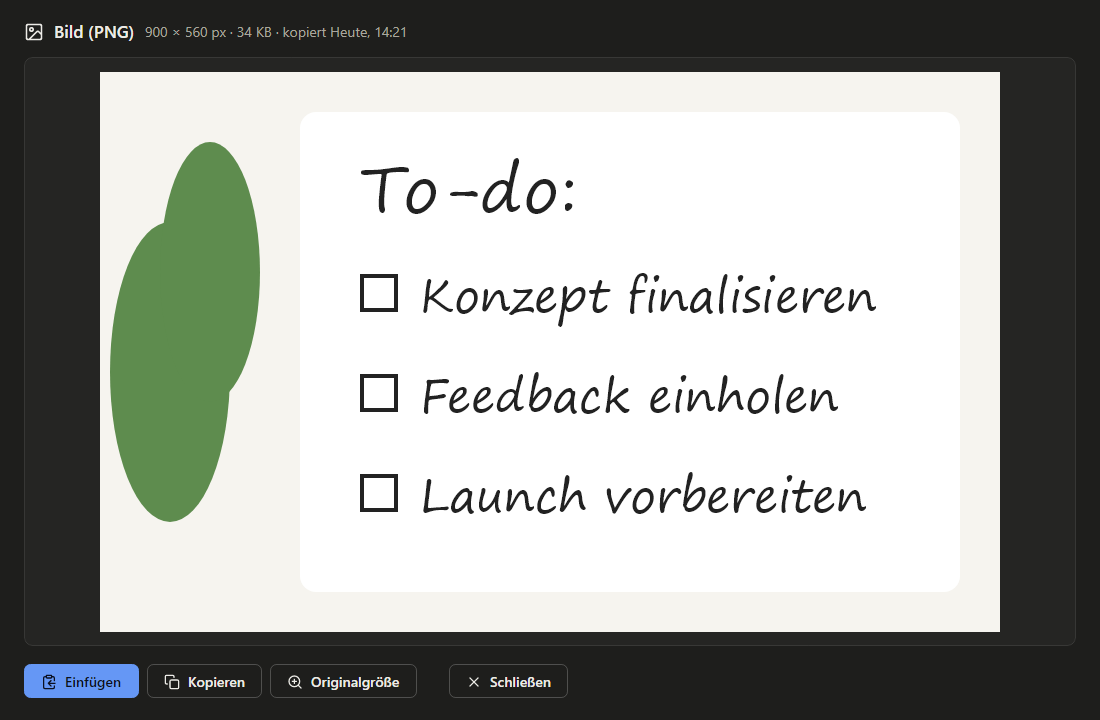 Bild (PNG) 900 × 560 px · 34 KB · kopiert Heute, 14:21
To-do:
Konzept finalisieren
Feedback einholen
Launch vorbereiten
Einfügen Kopieren Originalgröße Schließen